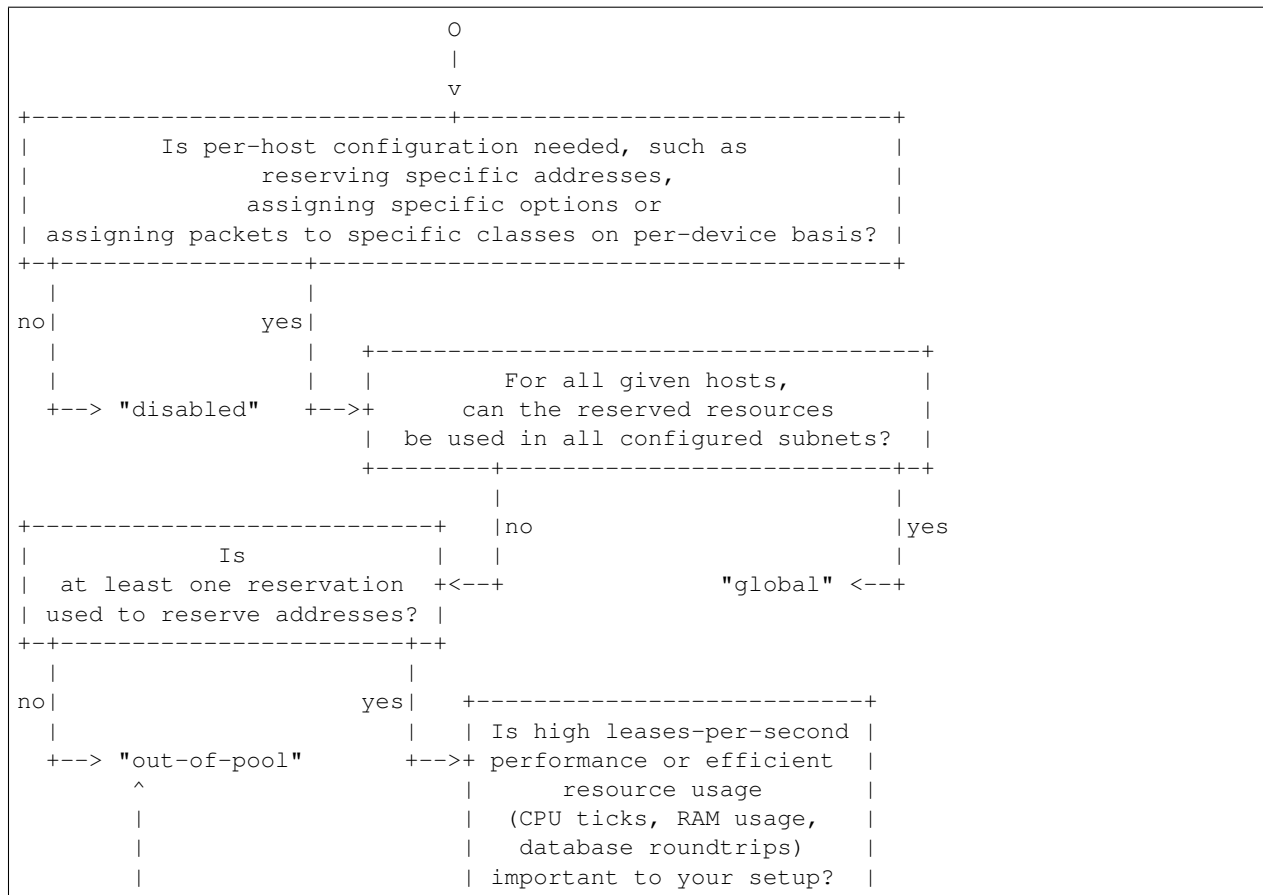 O
                              |
                              v
+-----------------------------+------------------------------+
|         Is per-host configuration needed, such as          |
|                reserving specific addresses,               |
|               assigning specific options or                |
| assigning packets to specific classes on per-device basis? |
+-+-----------------+----------------------------------------+
  |                 |
no|              yes|
  |                 |   +--------------------------------------+
  |                 |   |         For all given hosts,         |
  +--> "disabled"   +-->+      can the reserved resources      |
                        |  be used in all configured subnets?  |
                        +--------+---------------------------+-+
                                 |                           |
+----------------------------+   |no                         |yes
|             Is             |   |                           |
|  at least one reservation  +<--+               "global" <--+
| used to reserve addresses? |
+-+------------------------+-+
  |                        |
no|                     yes|   +---------------------------+
  |                        |   | Is high leases-per-second |
  +--> "out-of-pool"       +-->+ performance or efficient  |
        ^                      |      resource usage       |
        |                      |  (CPU ticks, RAM usage,   |
        |                      |   database roundtrips)    |
        |                      | important to your setup?  |